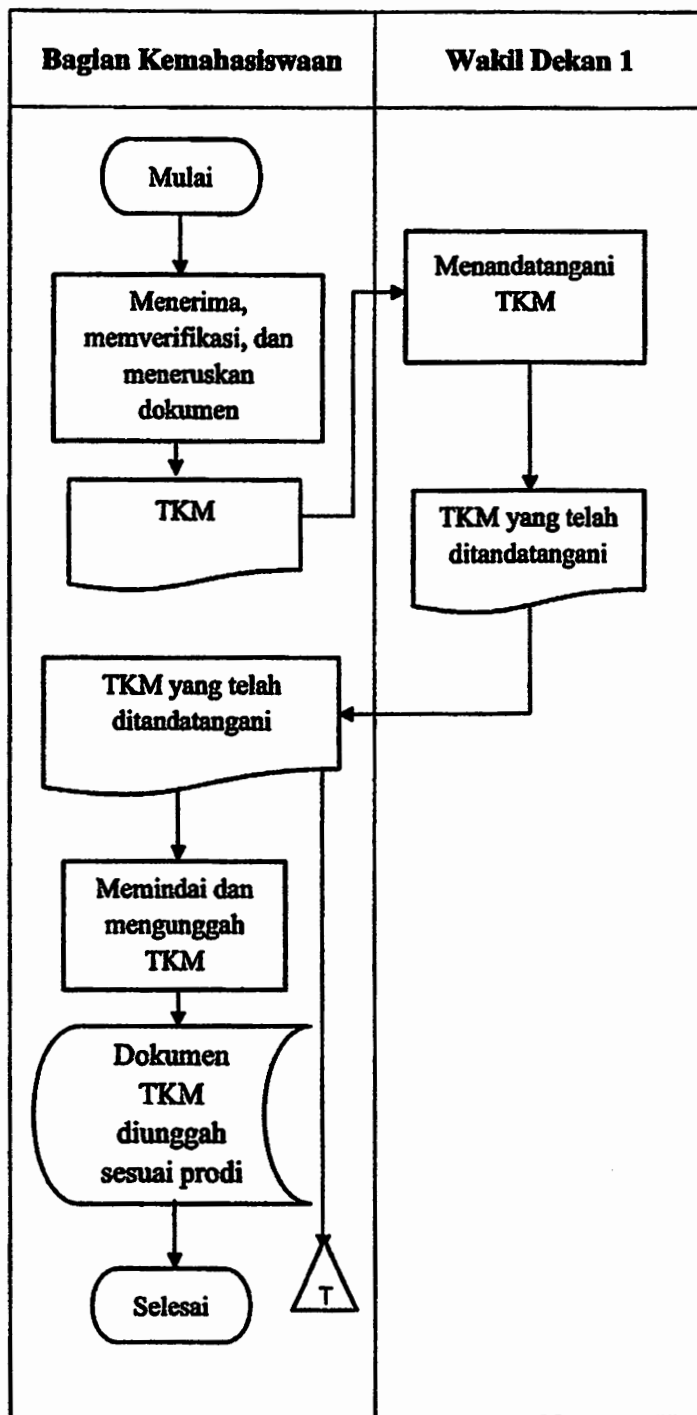 Bagian Kemahasiswaan
Wakil Dekan 1
Mulai
Menerima,
memverifikasi, dan
meneruskan
dokumen
TKM
Menandatangani
TKM
TKM yang telah
ditandatangani
TKM yang telah
ditandatangani
Memindai dan
mengunggah
TKM
Dokumen
TKM
diunggah
sesuai prodi
Selesai
T